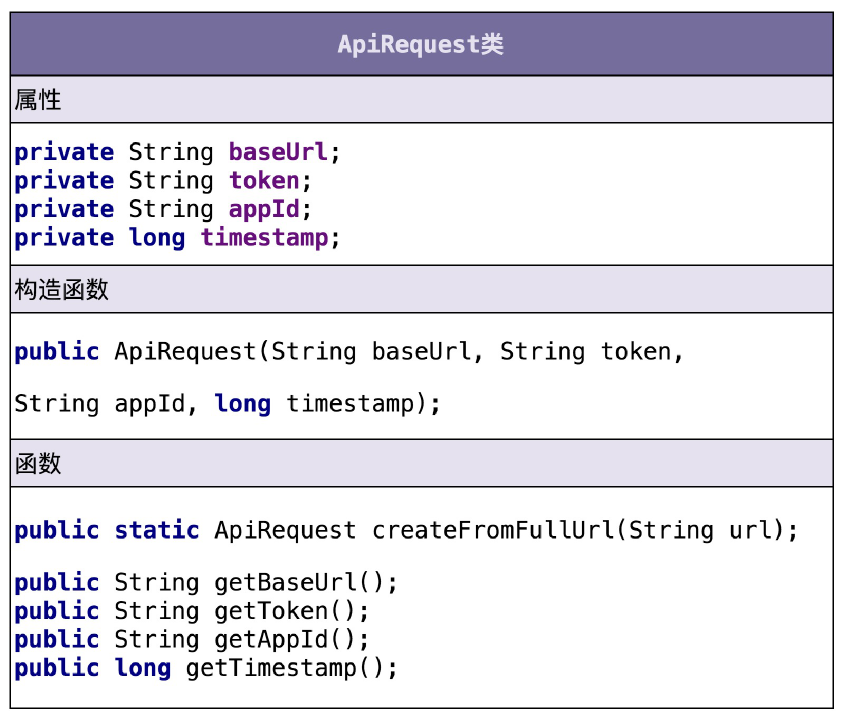 ApiRequest类
属性
private String baseUrl;
private String token;
private String appId;
private long timestamp;
构造函数
public ApiRequest(String baseUrl, String token,
String appId, long timestamp);
函数
public static ApiRequest createFromFullUrl(String url);
public String getBaseUrl();
public String getToken();
public String getAppId();
public long getTimestamp();